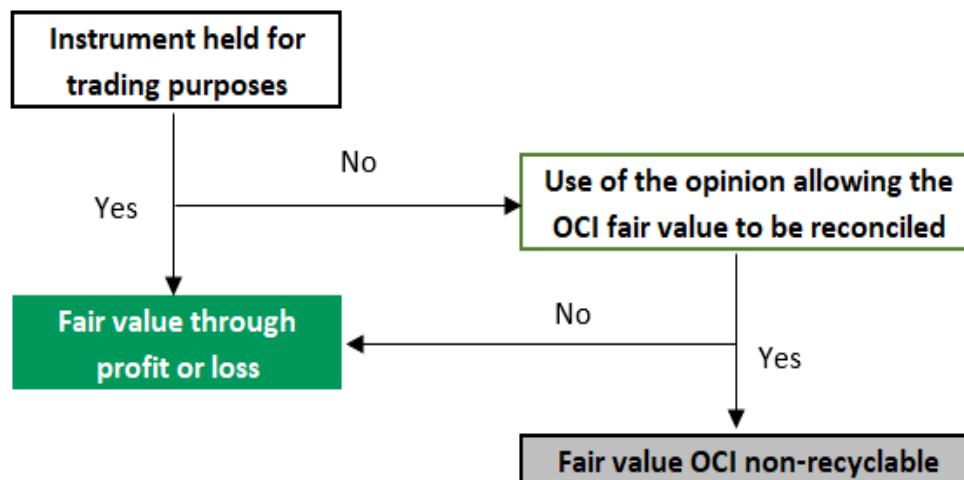 Instrument held for
trading purposes
No
Yes
Use of the opinion allowing the
OCI fair value to be reconciled
Fair value through
profit or loss
No
Yes
Fair value OCI non-recyclable